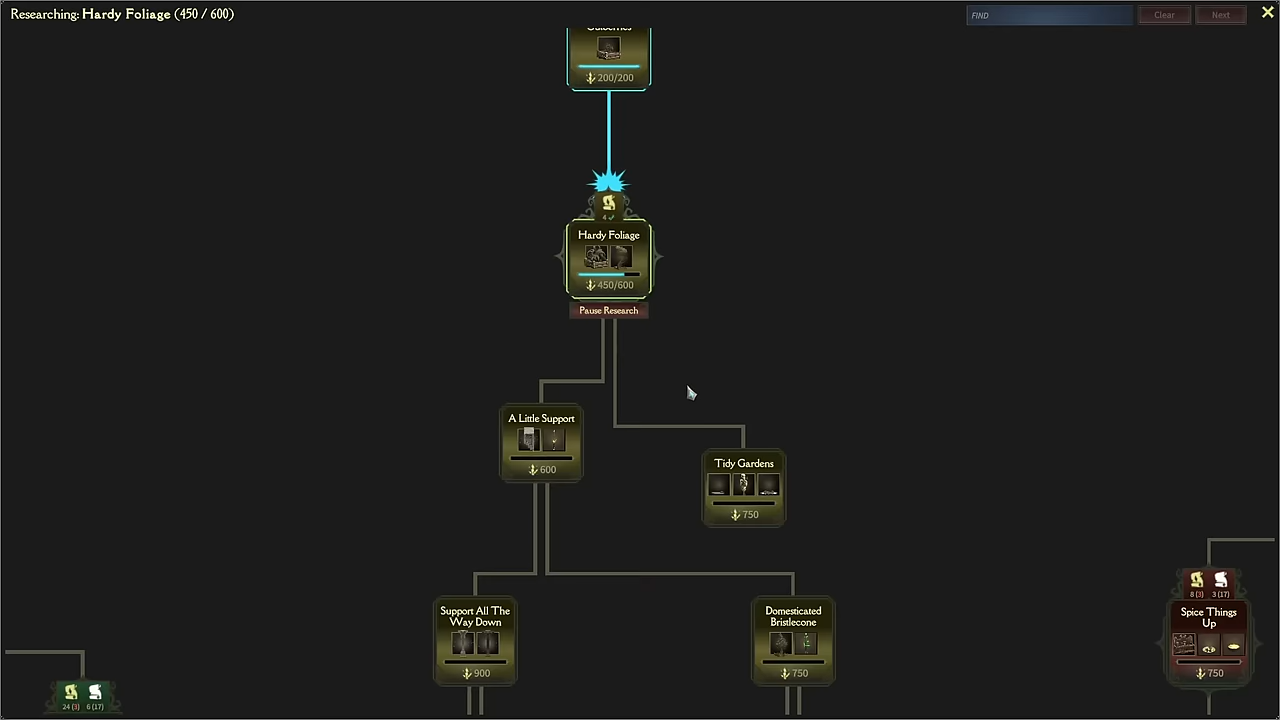 Researching: Hardy Foliage (450 / 600)
FIND
Clear
Next
200/200
4 ✓
Hardy Foliage
450/600
Pause Research
A Little Support
600
Tidy Gardens
750
Support All The
Way Down
900
Domesticated
Bristlecone
750
8 (3) 3 (17)
Spice Things
Up
750
24 (3) 6 (17)